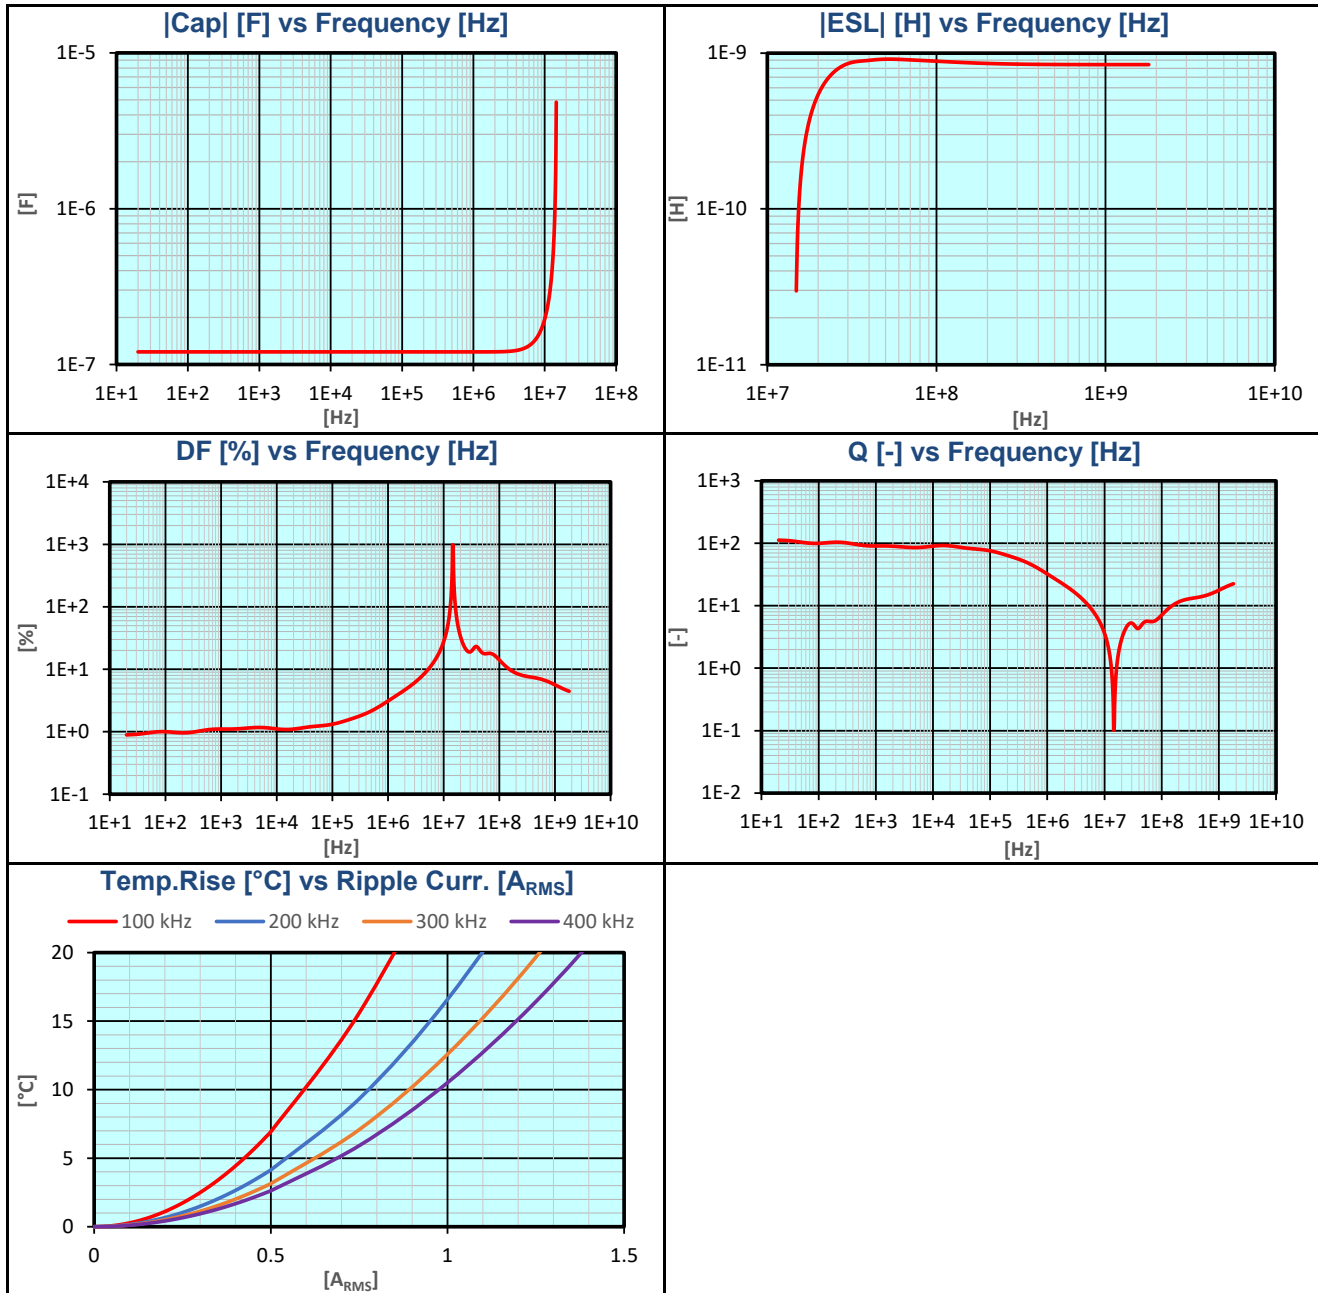 |Cap| [F] vs Frequency [Hz]
1E-5
1E-6
1E-7
[F]
1E+1 1E+2 1E+3 1E+4 1E+5 1E+6 1E+7 1E+8
[Hz]
|ESL| [H] vs Frequency [Hz]
1E-9
1E-10
1E-11
[H]
1E+7 1E+8 1E+9 1E+10
[Hz]
DF [%] vs Frequency [Hz]
1E+4
1E+3
1E+2
1E+1
1E+0
1E-1
[%]
1E+1 1E+2 1E+3 1E+4 1E+5 1E+6 1E+7 1E+8 1E+9 1E+10
[Hz]
Q [-] vs Frequency [Hz]
1E+3
1E+2
1E+1
1E+0
1E-1
1E-2
[-]
1E+1 1E+2 1E+3 1E+4 1E+5 1E+6 1E+7 1E+8 1E+9 1E+10
[Hz]
Temp.Rise [°C] vs Ripple Curr. [ARMS]
100 kHz 200 kHz 300 kHz 400 kHz
20
15
10
5
0
[°C]
0 0.5 1 1.5
[ARMS]